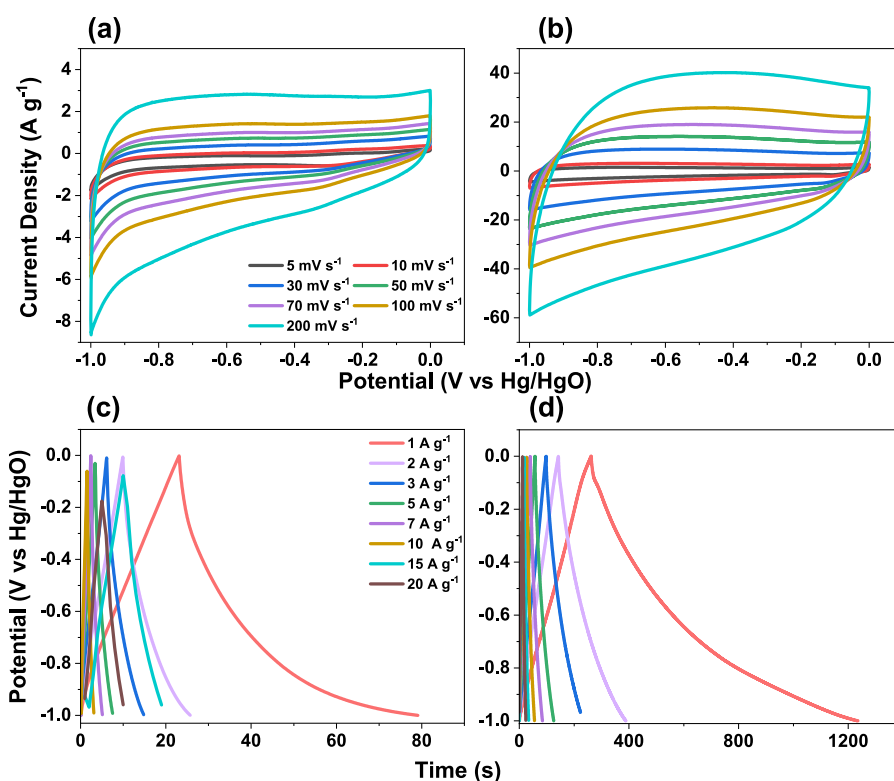 (a)
(b)
Current Density (A g⁻¹)
4
2
0
-2
-4
-6
-8
40
20
0
-20
-40
-60
5 mV s⁻¹
10 mV s⁻¹
30 mV s⁻¹
50 mV s⁻¹
70 mV s⁻¹
100 mV s⁻¹
200 mV s⁻¹
-1.0 -0.8 -0.6 -0.4 -0.2 0.0
-1.0 -0.8 -0.6 -0.4 -0.2 0.0
Potential (V vs Hg/HgO)
(c)
(d)
Potential (V vs Hg/HgO)
0.0
-0.2
-0.4
-0.6
-0.8
-1.0
1 A g⁻¹
2 A g⁻¹
3 A g⁻¹
5 A g⁻¹
7 A g⁻¹
10 A g⁻¹
15 A g⁻¹
20 A g⁻¹
0.0
-0.2
-0.4
-0.6
-0.8
-1.0
0 20 40 60 80
0 400 800 1200
Time (s)